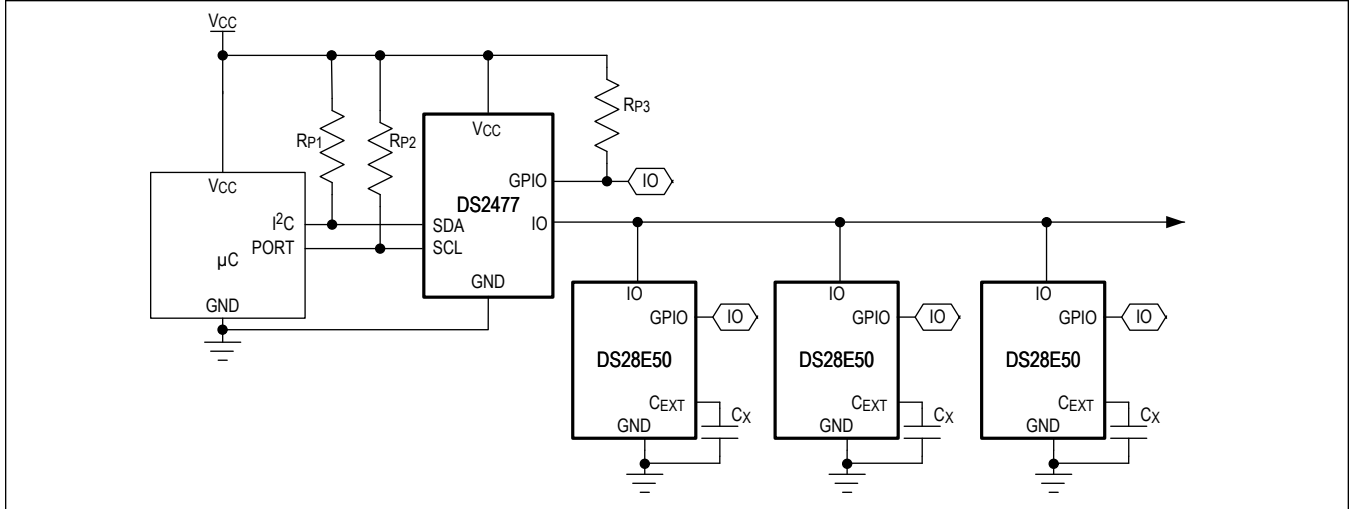 VCC
RP1
RP2
RP3
VCC
VCC
GPIO
IO
DS2477
I²C
SDA
IO
PORT
SCL
µC
GND
GND
IO
IO
IO
GPIO
IO
GPIO
IO
GPIO
IO
DS28E50
DS28E50
DS28E50
CEXT
CX
CEXT
CX
CEXT
CX
GND
GND
GND